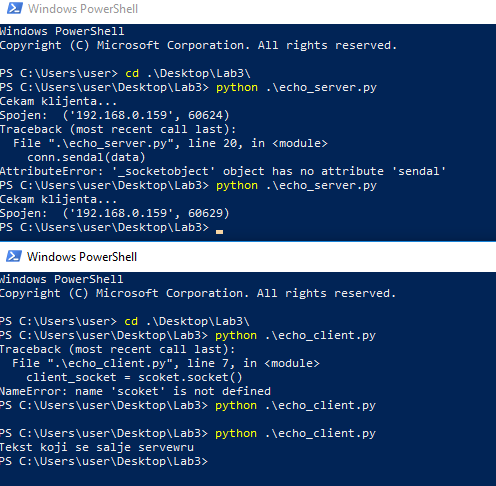 Windows PowerShell
Windows PowerShell
Copyright (C) Microsoft Corporation. All rights reserved.
PS C:\Users\user> cd .\Desktop\Lab3\
PS C:\Users\user\Desktop\Lab3> python .\echo_server.py
Cekam klijenta...
Spojen:  ('192.168.0.159', 60624)
Traceback (most recent call last):
  File ".\echo_server.py", line 20, in <module>
    conn.sendal(data)
AttributeError: '_socketobject' object has no attribute 'sendal'
PS C:\Users\user\Desktop\Lab3> python .\echo_server.py
Cekam klijenta...
Spojen:  ('192.168.0.159', 60629)
PS C:\Users\user\Desktop\Lab3>
Windows PowerShell
Windows PowerShell
Copyright (C) Microsoft Corporation. All rights reserved.
PS C:\Users\user> cd .\Desktop\Lab3\
PS C:\Users\user\Desktop\Lab3> python .\echo_client.py
Traceback (most recent call last):
  File ".\echo_client.py", line 7, in <module>
    client_socket = scoket.socket()
NameError: name 'scoket' is not defined
PS C:\Users\user\Desktop\Lab3> python .\echo_client.py
PS C:\Users\user\Desktop\Lab3> python .\echo_client.py
Tekst koji se salje servewru
PS C:\Users\user\Desktop\Lab3>